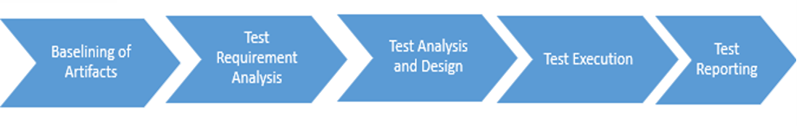 Baselining of
Artifacts
Test
Requirement
Analysis
Test Analysis
and Design
Test Execution
Test
Reporting